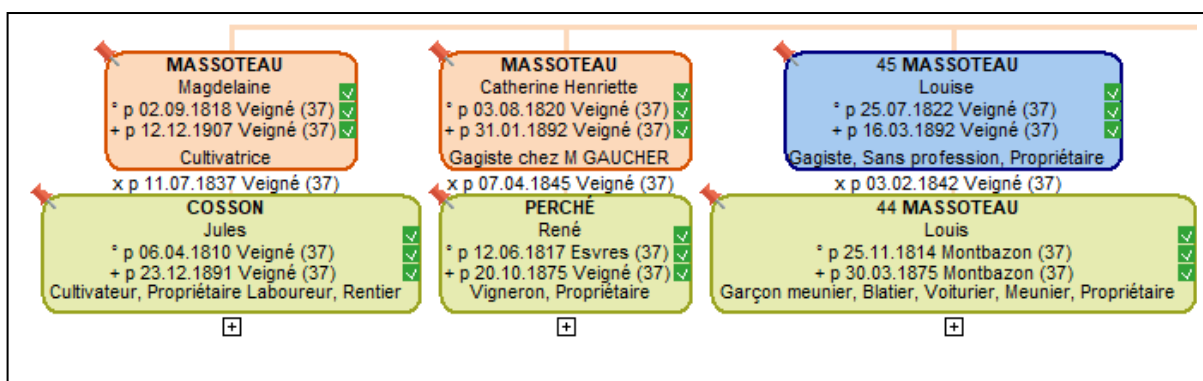 MASSOTEAU
Magdelaine
° p 02.09.1818 Veigné (37)
+ p 12.12.1907 Veigné (37)
Cultivatrice
x p 11.07.1837 Veigné (37)
COSSON
Jules
° p 06.04.1810 Veigné (37)
+ p 23.12.1891 Veigné (37)
Cultivateur, Propriétaire Laboureur, Rentier
MASSOTEAU
Catherine Henriette
° p 03.08.1820 Veigné (37)
+ p 31.01.1892 Veigné (37)
Gagiste chez M GAUCHER
x p 07.04.1845 Veigné (37)
PERCHÉ
René
° p 12.06.1817 Esvres (37)
+ p 20.10.1875 Veigné (37)
Vigneron, Propriétaire
45 MASSOTEAU
Louise
° p 25.07.1822 Veigné (37)
+ p 16.03.1892 Veigné (37)
Gagiste, Sans profession, Propriétaire
x p 03.02.1842 Veigné (37)
44 MASSOTEAU
Louis
° p 25.11.1814 Montbazon (37)
+ p 30.03.1875 Montbazon (37)
Garçon meunier, Blatier, Voiturier, Meunier, Propriétaire